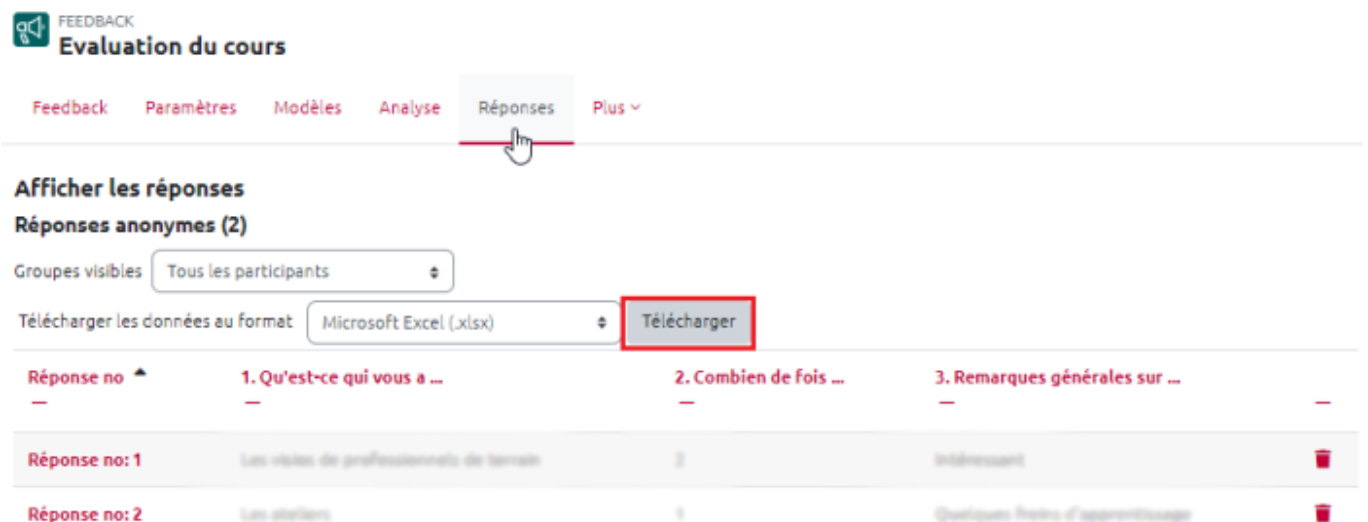 FEEDBACK
Evaluation du cours
Feedback Paramètres Modèles Analyse Réponses Plus
Afficher les réponses
Réponses anonymes (2)
Groupes visibles Tous les participants
Télécharger les données au format Microsoft Excel (.xlsx) Télécharger
Réponse no 1. Qu'est-ce qui vous a ... 2. Combien de fois ... 3. Remarques générales sur ...
Réponse no: 1 Les visies de professionnels de terrain 2 Intéressant
Réponse no: 2 Les ateliers 1 Quelques freins d'apprentissage